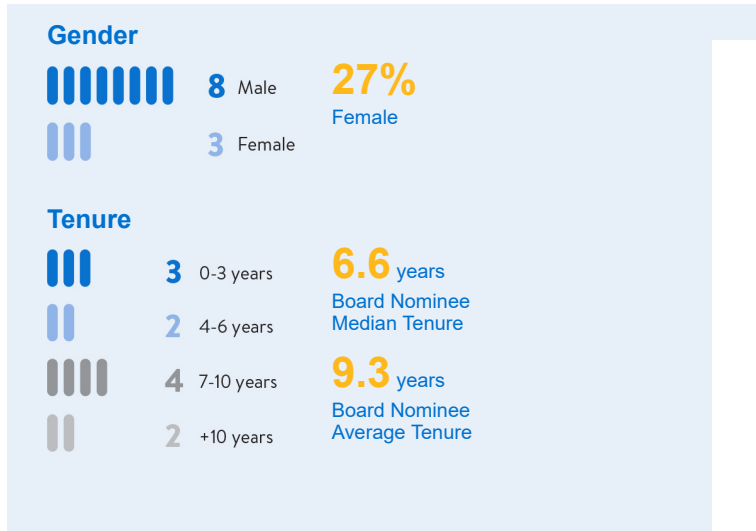 Gender
8 Male
27%
Female
3 Female
Tenure
3 0-3 years
6.6 years
Board Nominee
Median Tenure
2 4-6 years
4 7-10 years
9.3 years
Board Nominee
Average Tenure
2 +10 years